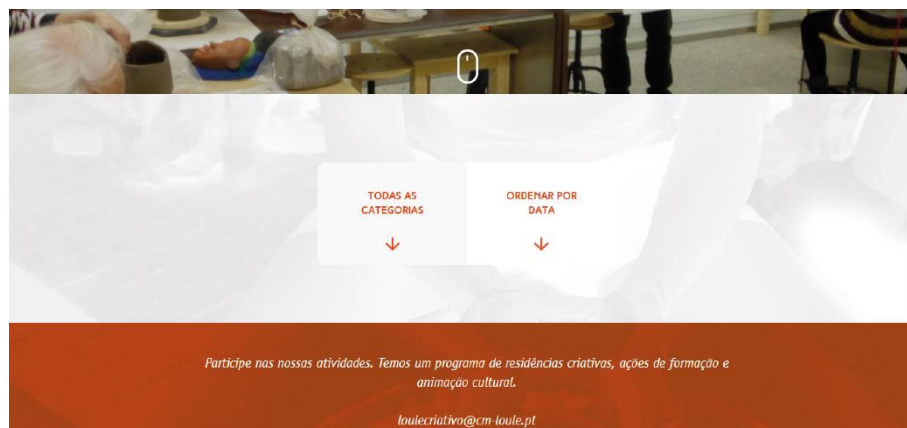 TODAS AS
CATEGORIAS
ORDENAR POR
DATA
Participe nas nossas atividades. Temos um programa de residências criativas, ações de formação e
animação cultural.
loulecriativo@cm-loule.pt